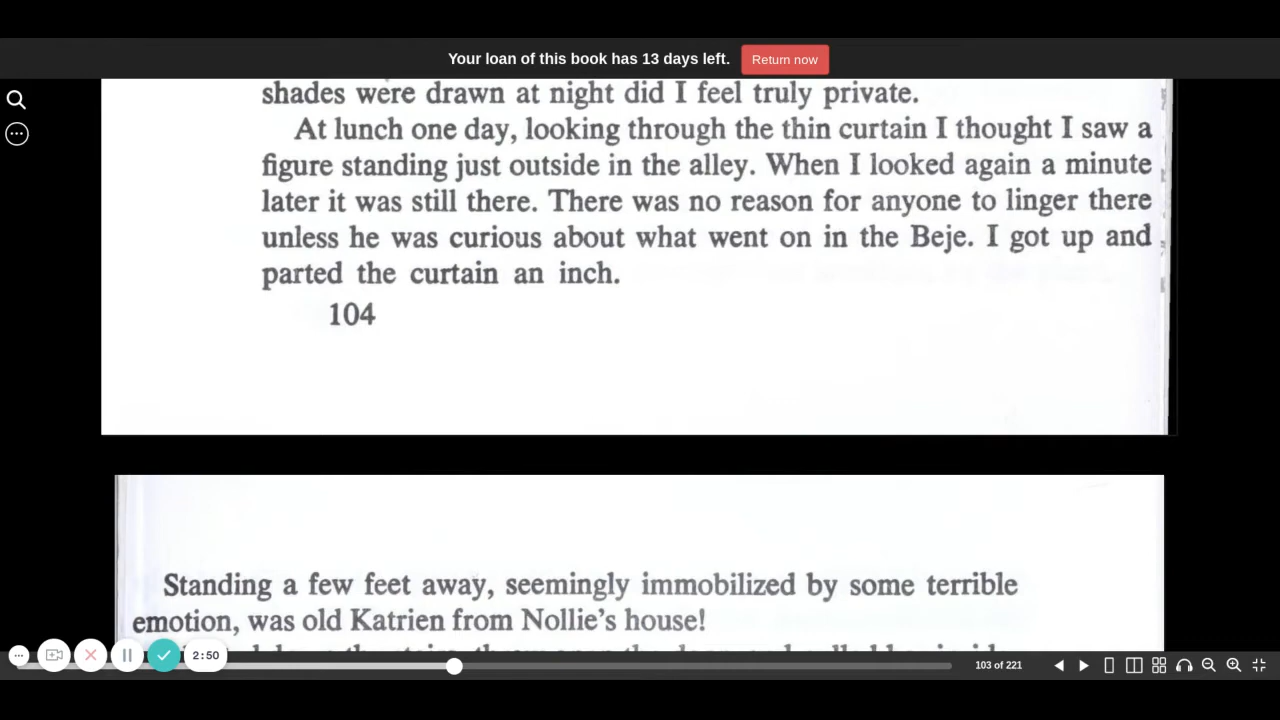 Your loan of this book has 13 days left. Return now
shades were drawn at night did I feel truly private.
At lunch one day, looking through the thin curtain I thought I saw a
figure standing just outside in the alley. When I looked again a minute
later it was still there. There was no reason for anyone to linger there
unless he was curious about what went on in the Beje. I got up and
parted the curtain an inch.
104
Standing a few feet away, seemingly immobilized by some terrible
emotion, was old Katrien from Nollie's house!
2:50
103 of 221